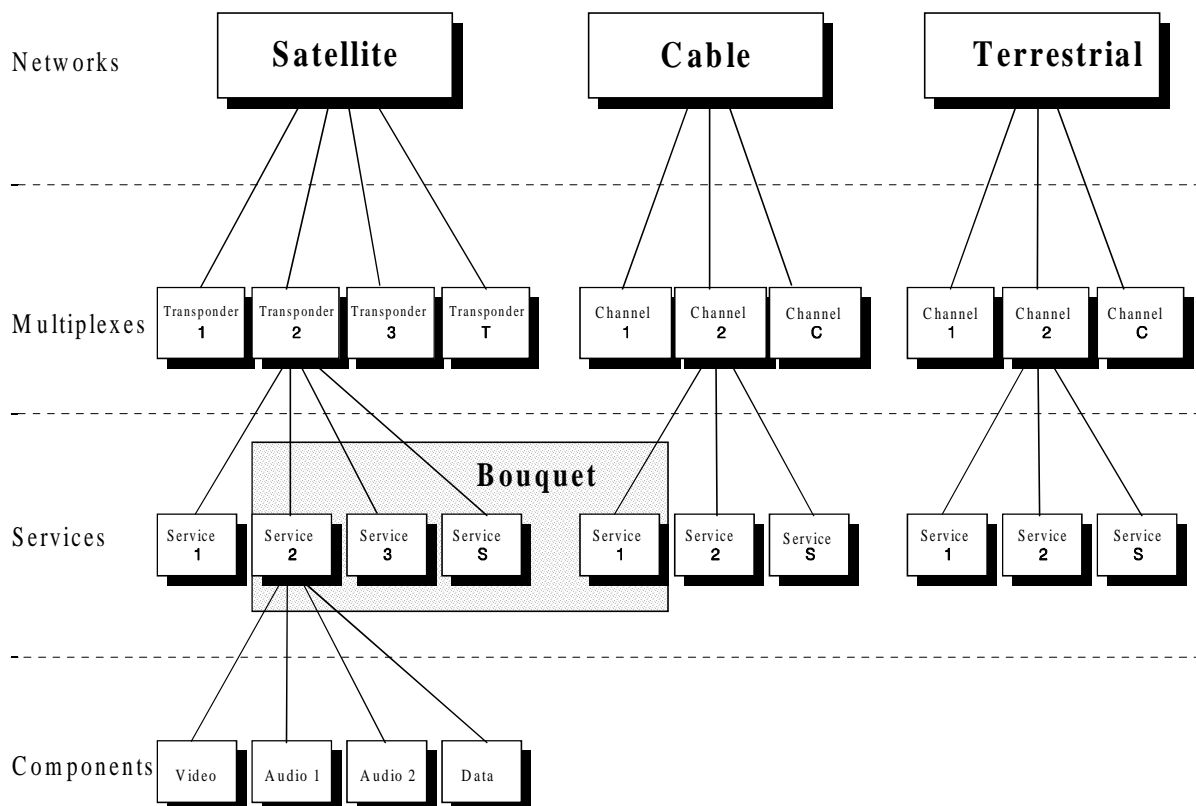 Networks
Satellite
Cable
Terrestrial
Multiplexes
Transponder
1
Transponder
2
Transponder
3
Transponder
T
Channel
1
Channel
2
Channel
C
Channel
1
Channel
2
Channel
C
Bouquet
Services
Service
1
Service
2
Service
3
Service
S
Service
1
Service
2
Service
S
Service
1
Service
2
Service
S
Components
Video
Audio 1
Audio 2
Data